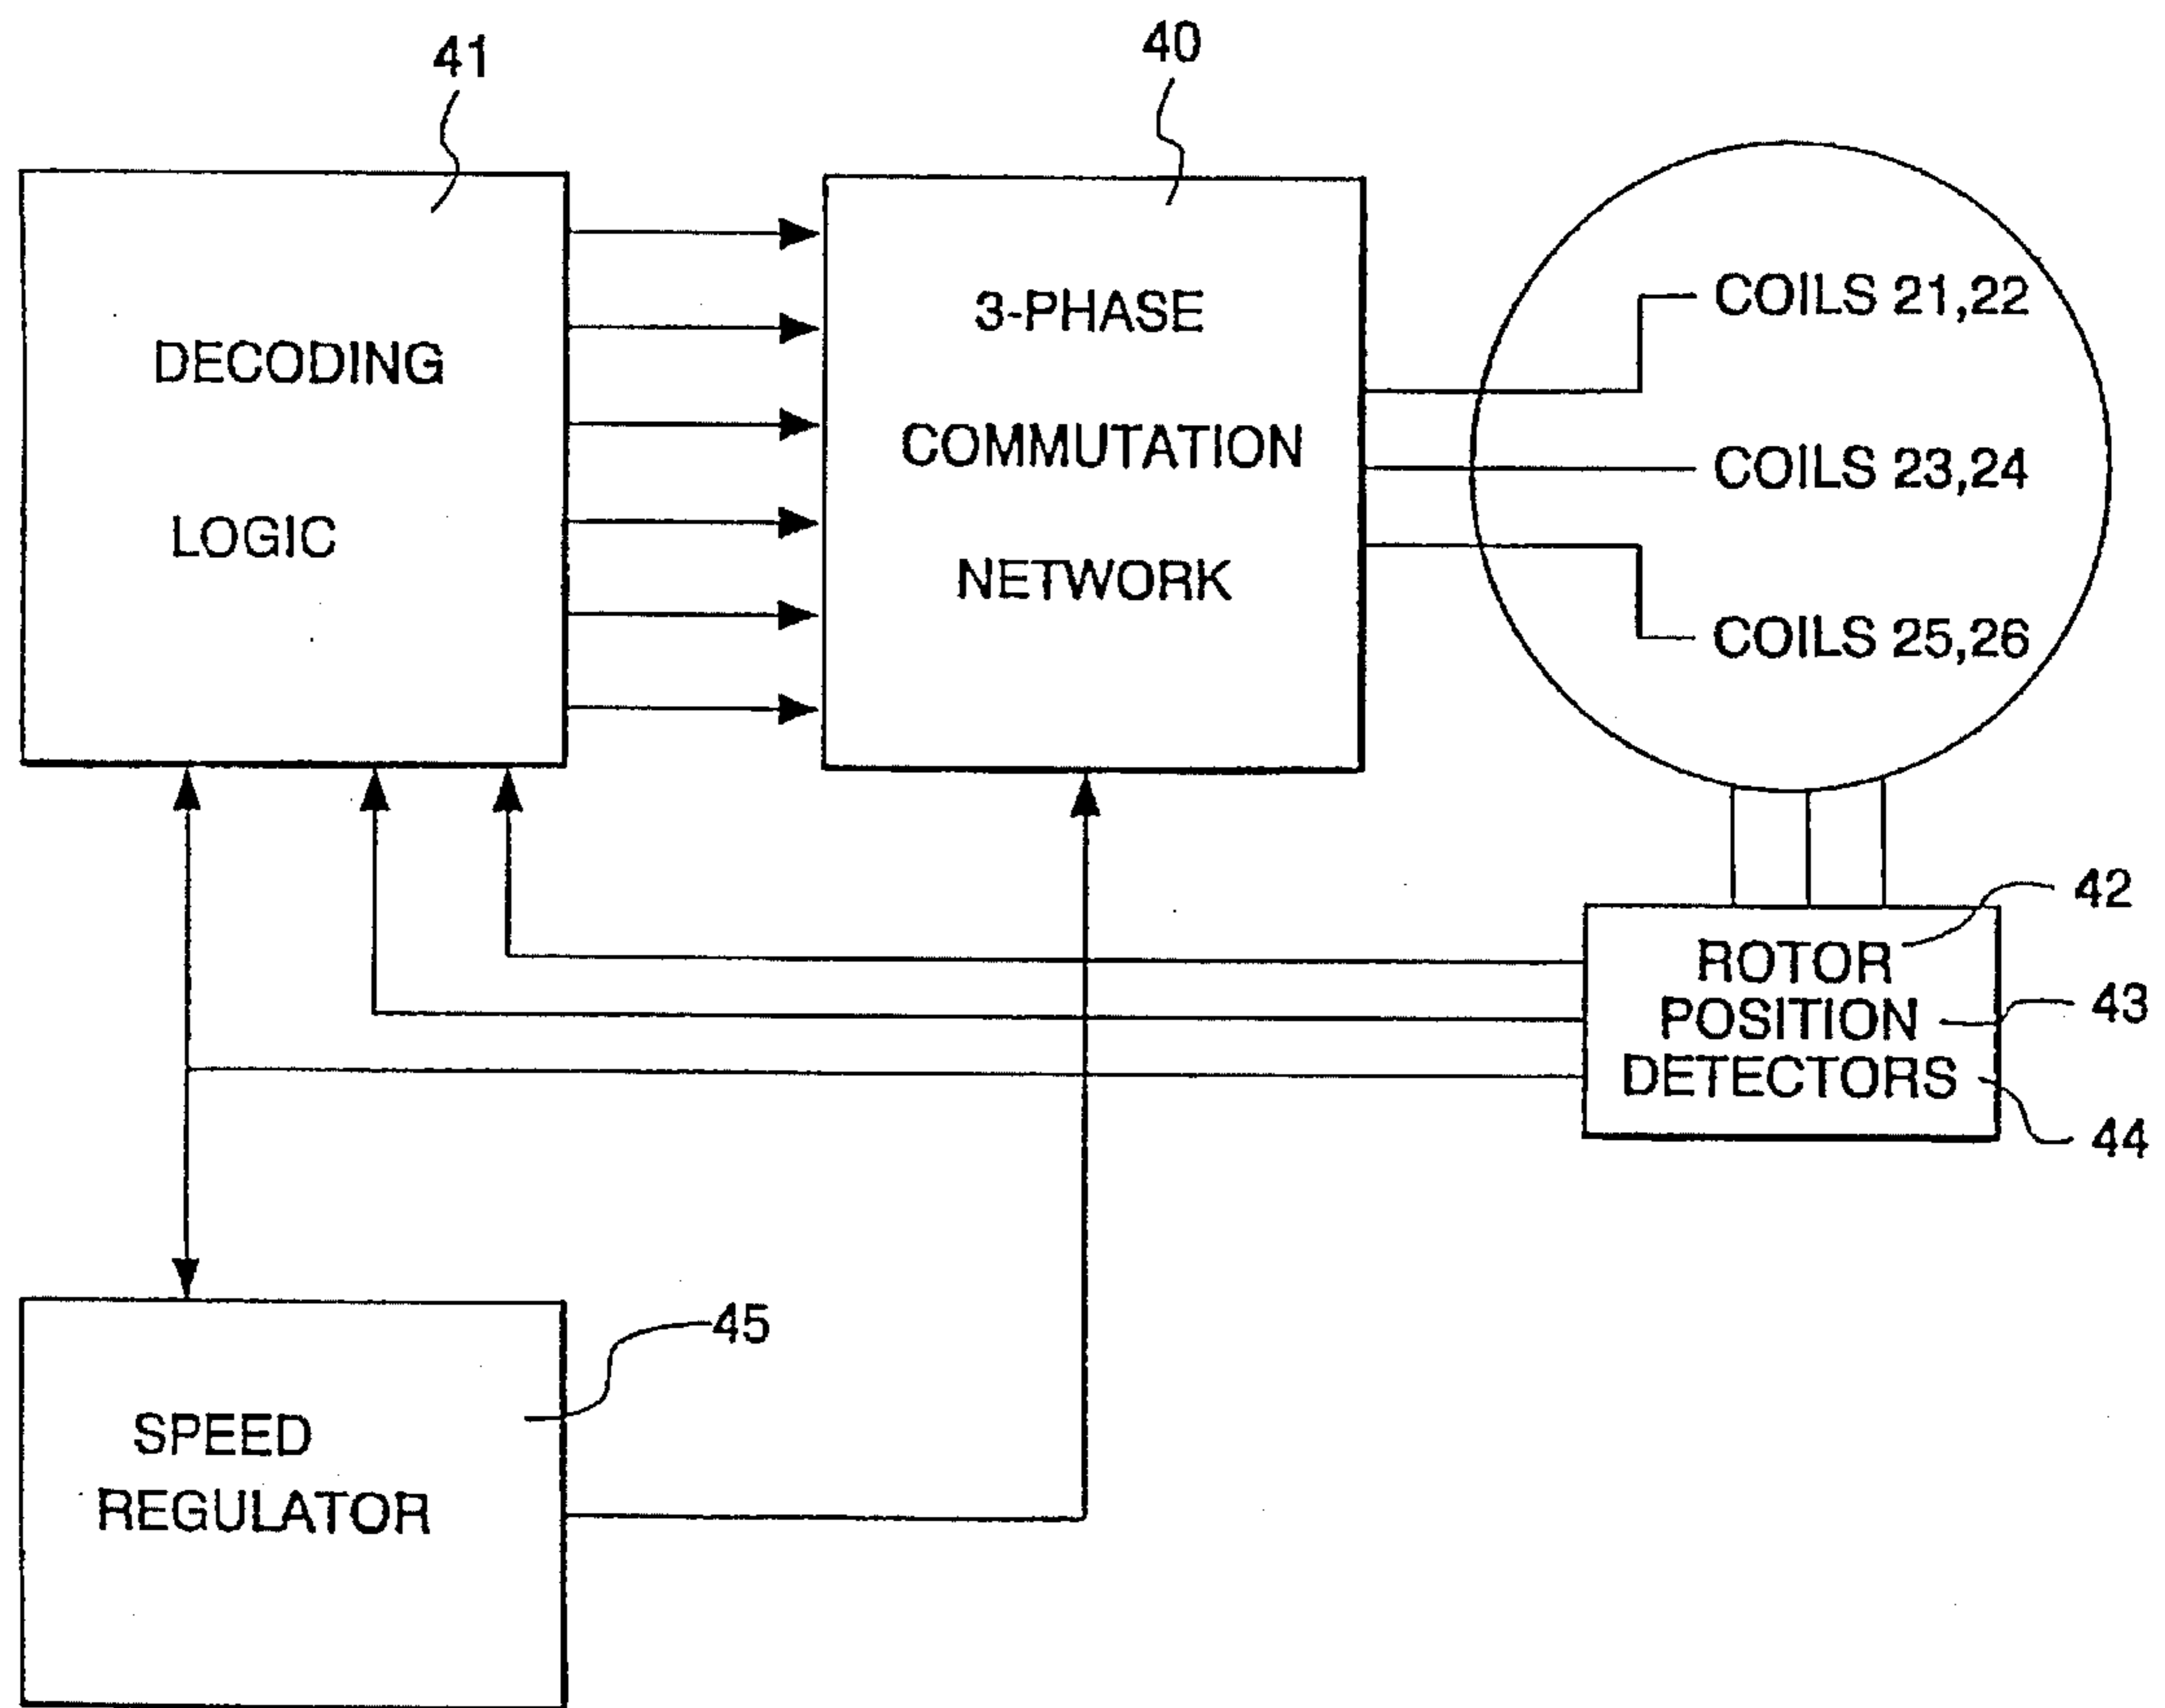 41
40
DECODING
LOGIC
3-PHASE
COMMUTATION
NETWORK
COILS 21,22
COILS 23,24
COILS 25,26
42
ROTOR
POSITION
DETECTORS
43
44
45
SPEED
REGULATOR